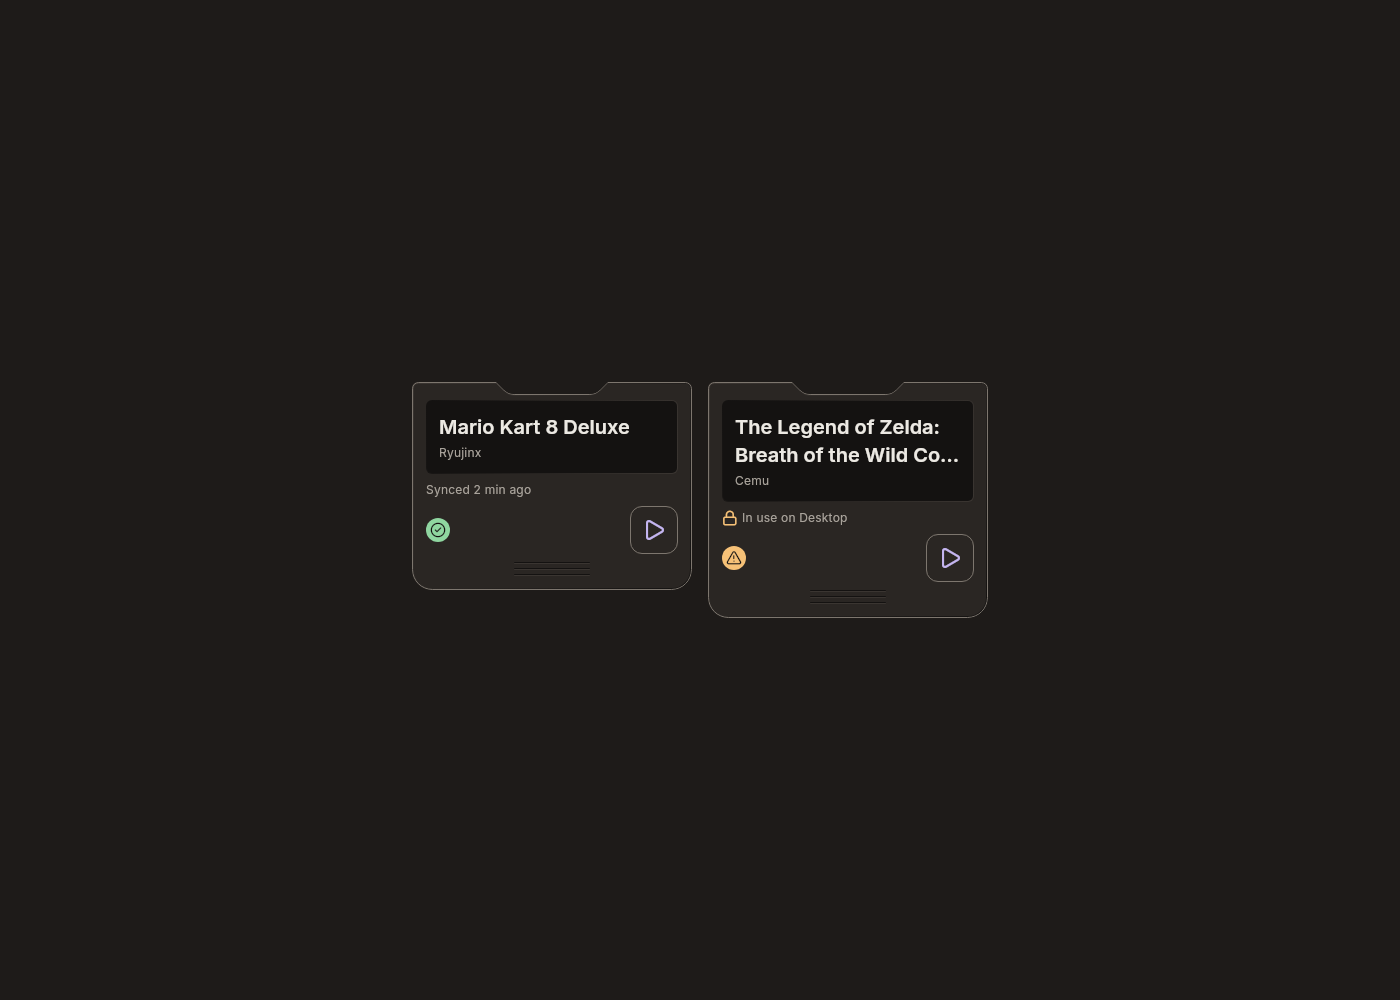 Mario Kart 8 Deluxe
Ryujinx
Synced 2 min ago
The Legend of Zelda:
Breath of the Wild Co...
Cemu
In use on Desktop